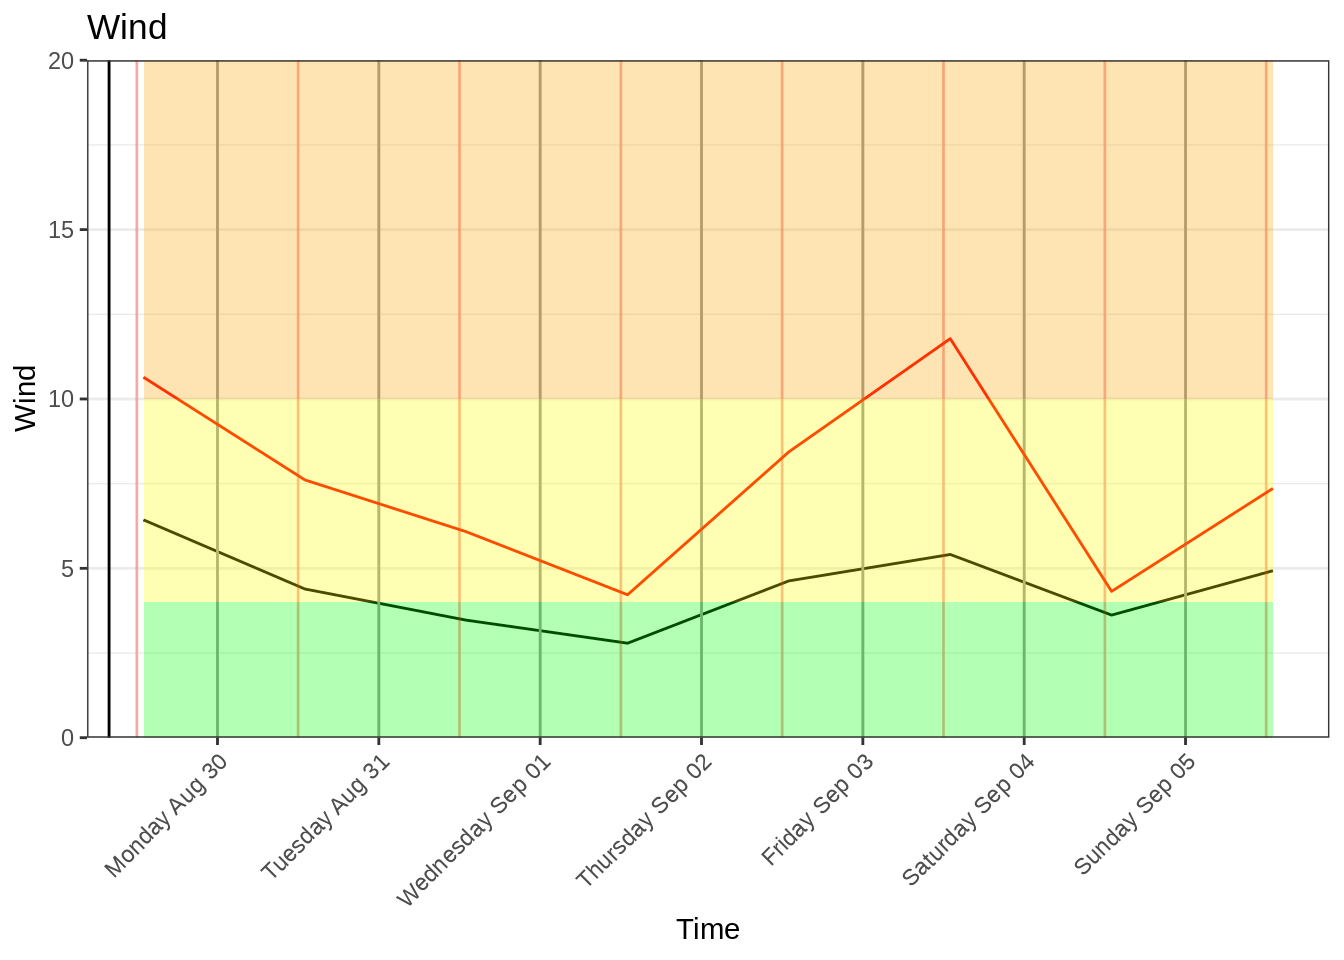 Wind
20
15
10
5
0
Wind
Monday Aug 30
Tuesday Aug 31
Wednesday Sep 01
Thursday Sep 02
Friday Sep 03
Saturday Sep 04
Sunday Sep 05
Time